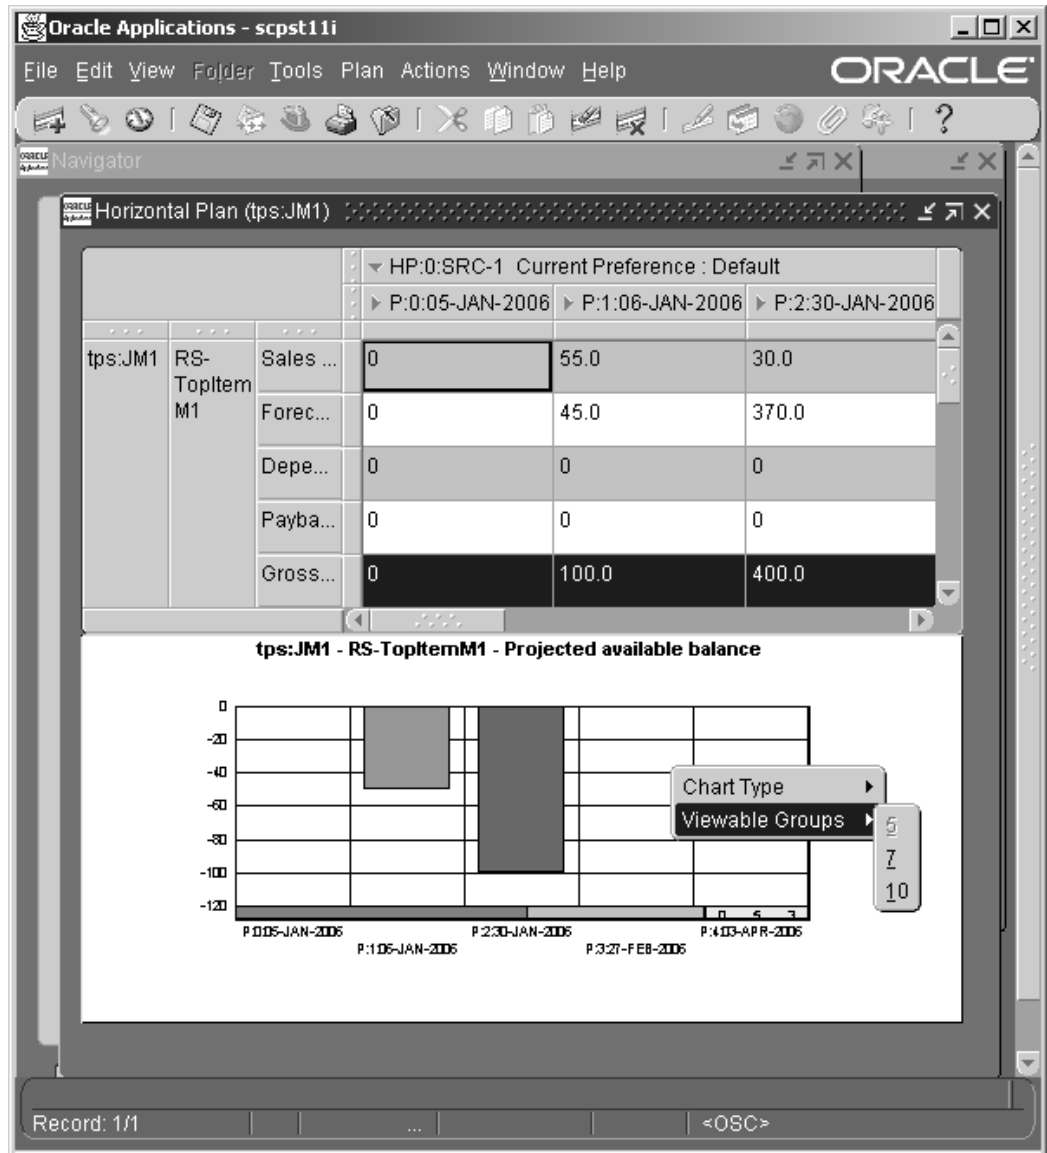 Oracle Applications - scpst11i
File Edit View Folder Tools Plan Actions Window Help ORACLE
?
Navigator
Horizontal Plan (tps:JM1)
HP:0:SRC-1 Current Preference : Default
P:0:05-JAN-2006 P:1:06-JAN-2006 P:2:30-JAN-2006
tps:JM1 RS-TopItemM1 Sales ... 0 55.0 30.0
Forec... 0 45.0 370.0
Depe... 0 0 0
Payba... 0 0 0
Gross... 0 100.0 400.0
tps:JM1 - RS-TopItemM1 - Projected available balance
0
-20
-40
-60
-80
-100
-120
Chart Type
Viewable Groups
5
7
10
0 5 3
P:0:05-JAN-2006 P:2:30-JAN-2006 P:4:03-APR-2006
P:1:06-JAN-2006 P:3:27-FEB-2006
Record: 1/1 ... <OSC>